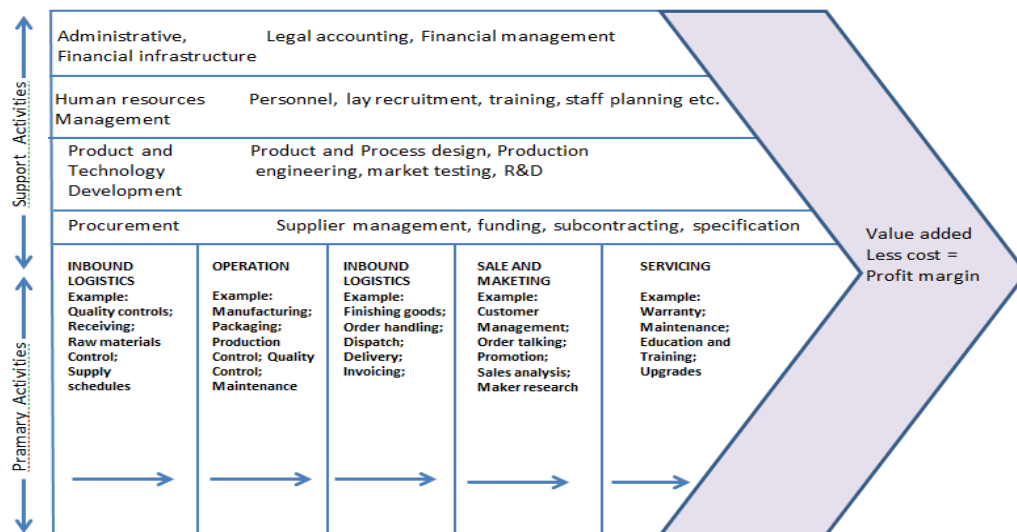 Support Activities
Pramary Activities
Administrative, Legal accounting, Financial management
Financial infrastructure
Human resources Personnel, lay recruitment, training, staff planning etc.
Management
Product and Product and Process design, Production
Technology engineering, market testing, R&D
Development
Procurement Supplier management, funding, subcontracting, specification
INBOUND
LOGISTICS
Example:
Quality controls;
Receiving;
Raw materials
Control;
Supply
schedules
OPERATION
Example:
Manufacturing;
Packaging;
Production
Control; Quality
Control;
Maintenance
INBOUND
LOGISTICS
Example:
Finishing goods;
Order handling;
Dispatch;
Delivery;
Invoicing;
SALE AND
MAKETING
Example:
Customer
Management;
Order talking;
Promotion;
Sales analysis;
Maker research
SERVICING
Example:
Warranty;
Maintenance;
Education and
Training;
Upgrades
Value added
Less cost =
Profit margin